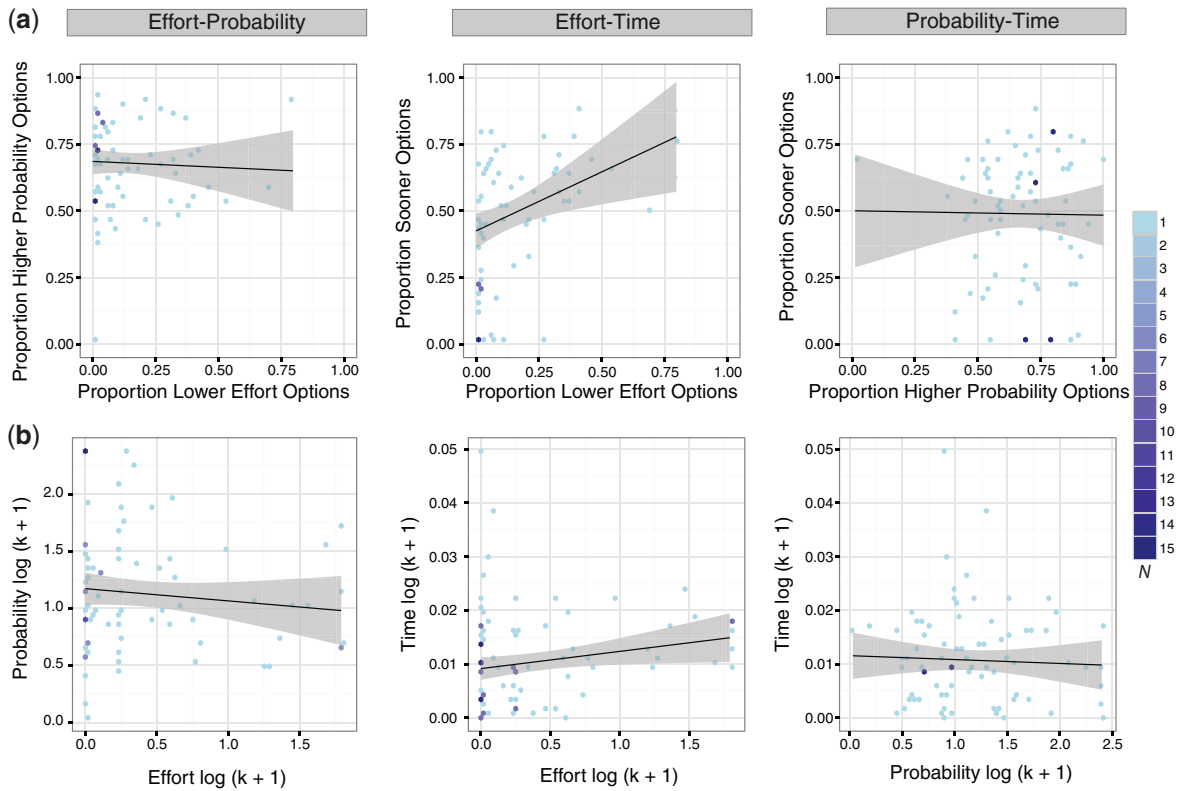 (a)
Effort-Probability
Effort-Time
Probability-Time
Proportion Higher Probability Options
1.00
0.75
0.50
0.25
0.00
0.00 0.25 0.50 0.75 1.00
Proportion Lower Effort Options
Proportion Sooner Options
1.00
0.75
0.50
0.25
0.00
0.00 0.25 0.50 0.75 1.00
Proportion Lower Effort Options
Proportion Sooner Options
1.00
0.75
0.50
0.25
0.00
0.00 0.25 0.50 0.75 1.00
Proportion Higher Probability Options
(b)
Probability log (k + 1)
2.0
1.5
1.0
0.5
0.0
0.0 0.5 1.0 1.5
Effort log (k + 1)
Time log (k + 1)
0.05
0.04
0.03
0.02
0.01
0.00
0.0 0.5 1.0 1.5
Effort log (k + 1)
Time log (k + 1)
0.05
0.04
0.03
0.02
0.01
0.00
0.0 0.5 1.0 1.5 2.0 2.5
Probability log (k + 1)
1
2
3
4
5
6
7
8
9
10
11
12
13
14
15
N